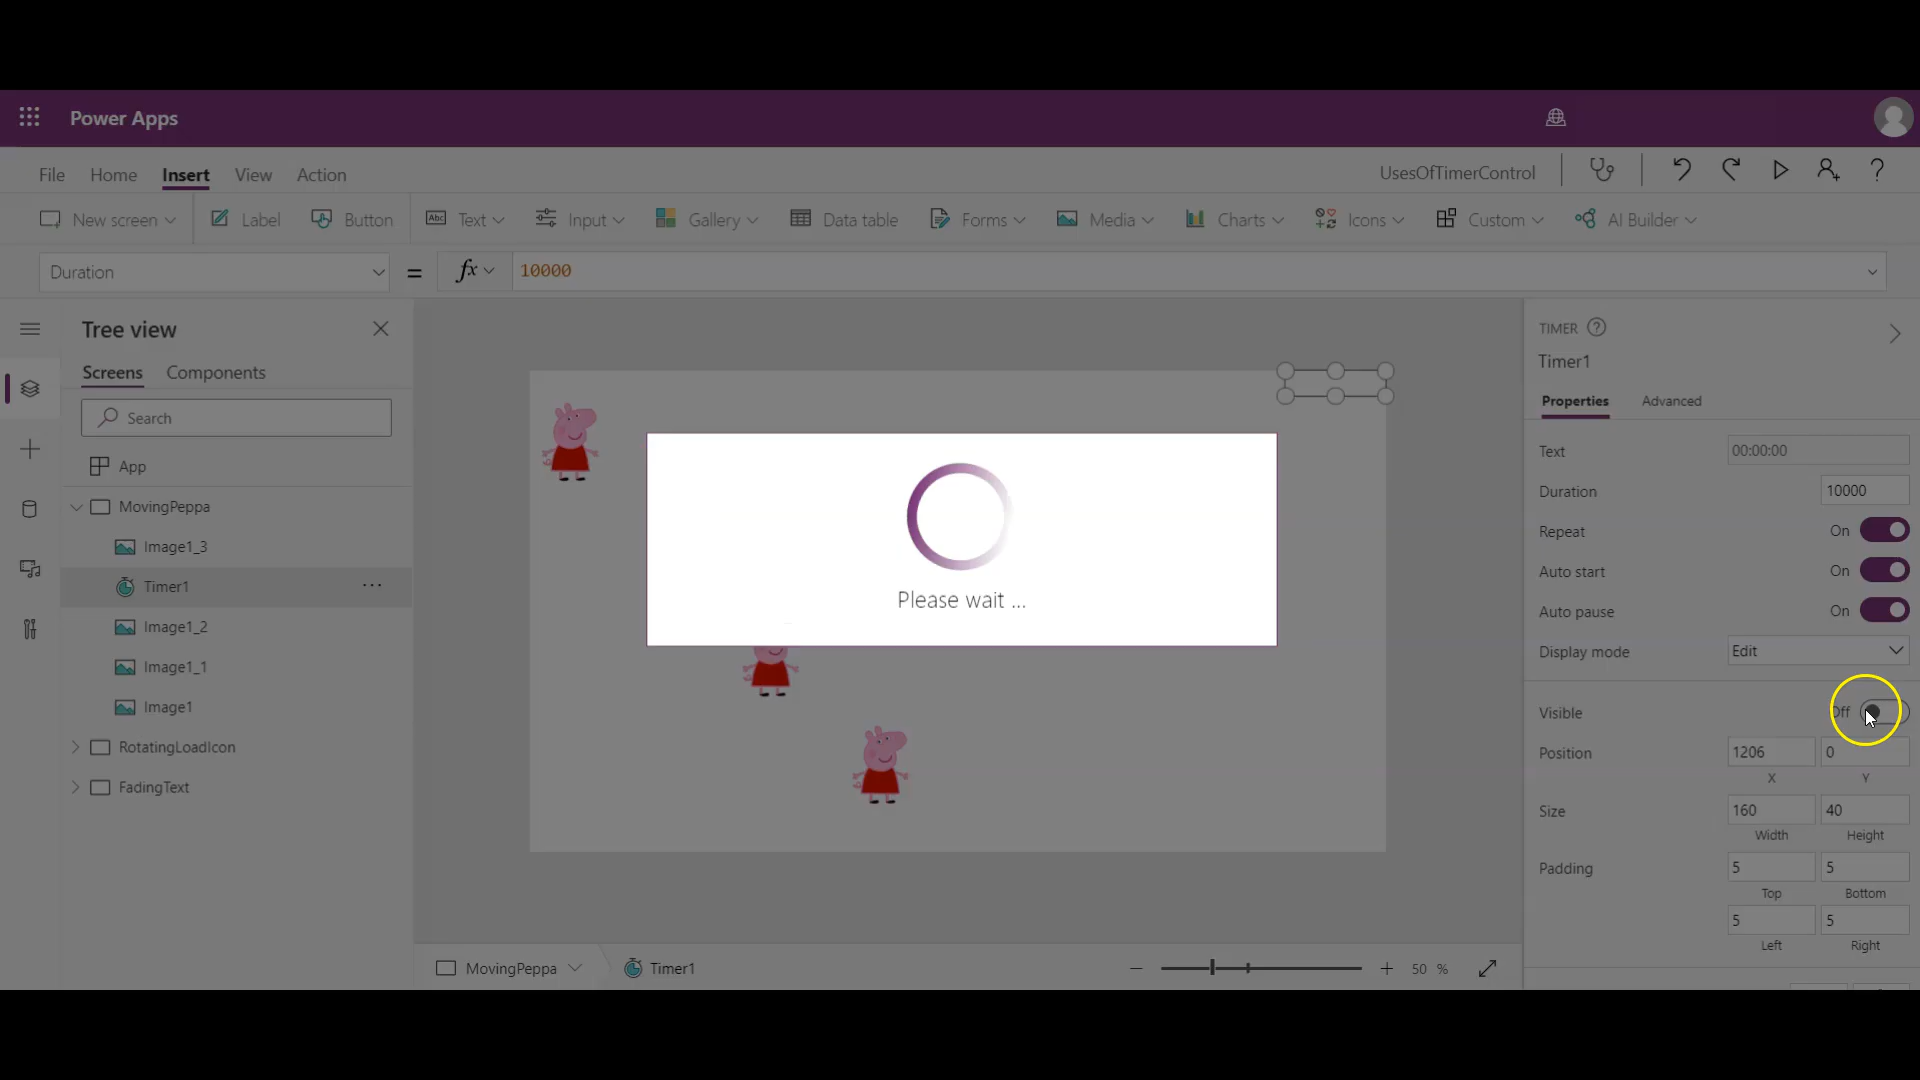 Power Apps
File Home Insert View Action
UsesOfTimerControl
New screen Label Button Text Input Gallery Data table Forms Media Charts Icons Custom AI Builder
Duration = fx 10000
Tree view
Screens Components
Search
App
MovingPeppa
Image1_3
Timer1
Image1_2
Image1_1
Image1
RotatingLoadIcon
FadingText
Please wait ...
TIMER
Timer1
Properties Advanced
Text 00:00:00
Duration 10000
Repeat On
Auto start On
Auto pause On
Display mode Edit
Visible Off
Position 1206 0
X Y
Size 160 40
Width Height
Padding 5 5
Top Bottom
5 5
Left Right
MovingPeppa Timer1 50 %